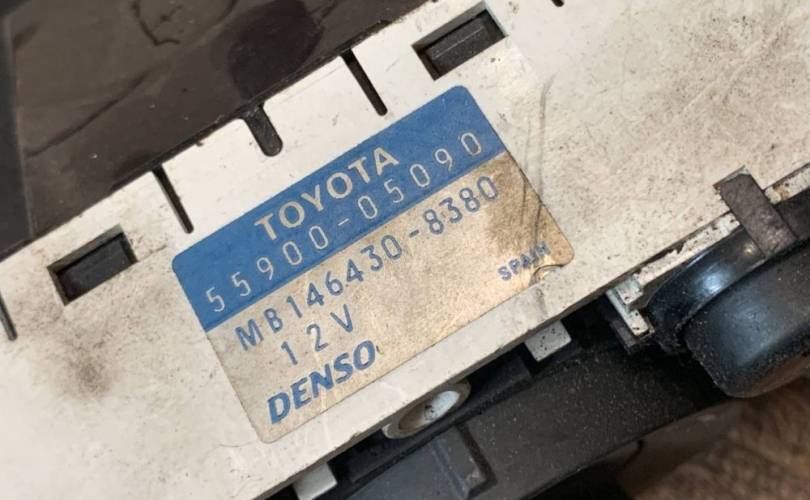 TOYOTA
55900-05090
MB146430-8380
12V
DENSO
SPAIN